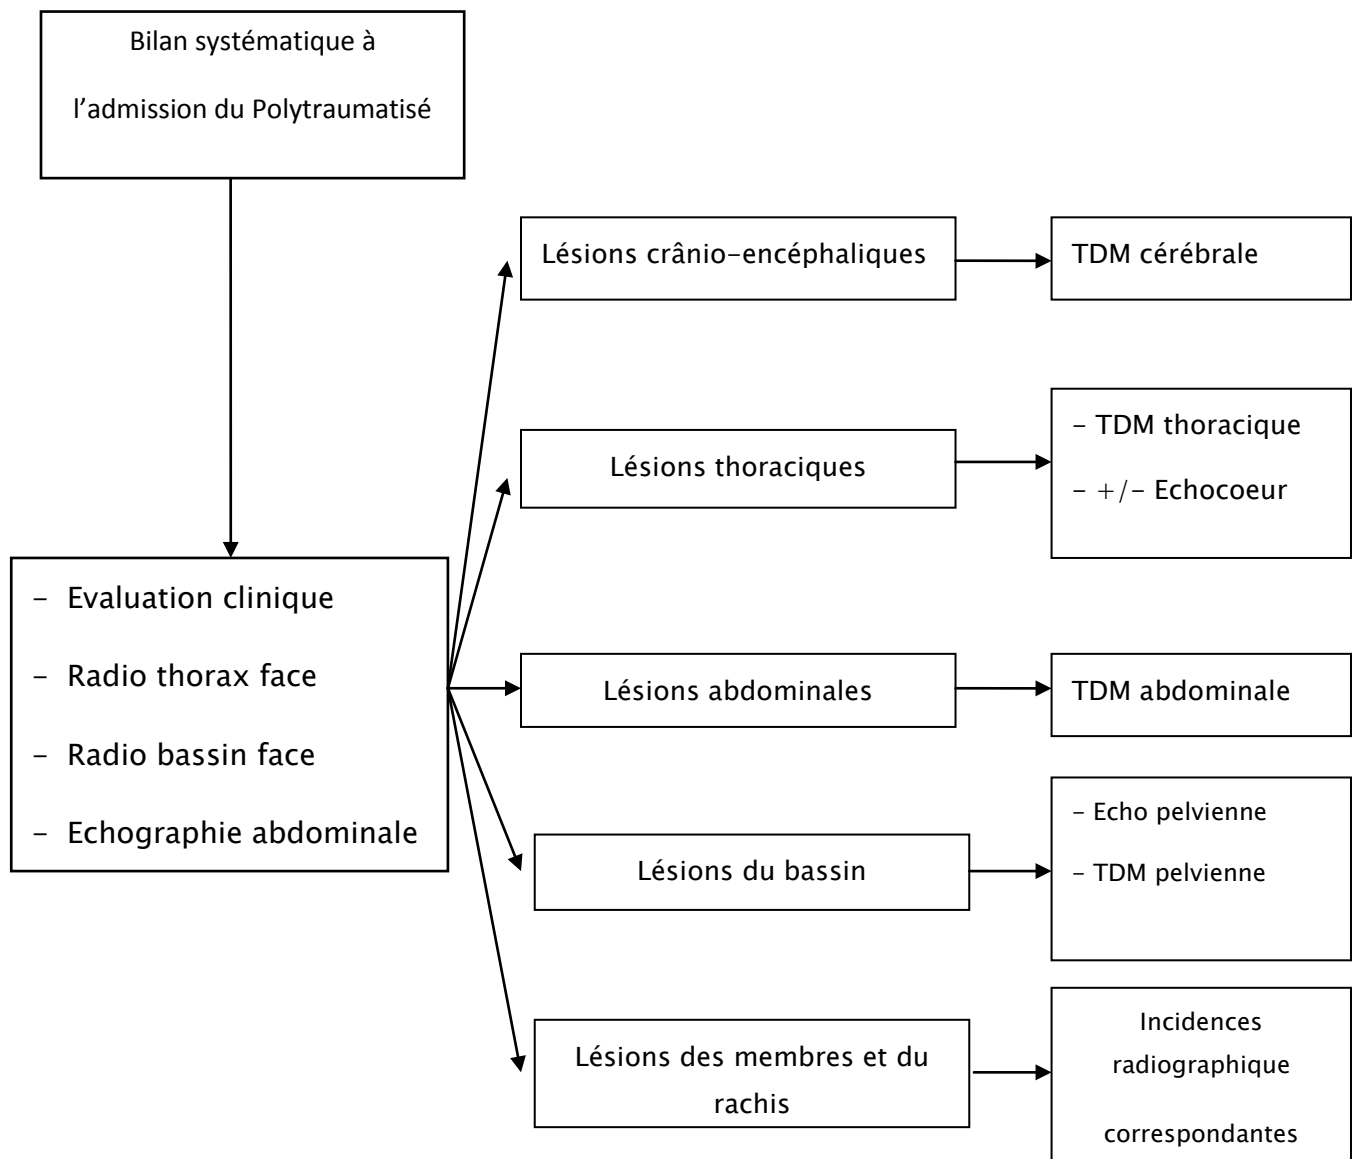 Bilan systématique à
l’admission du Polytraumatisé
Lésions crânio–encéphaliques
TDM cérébrale
Lésions thoraciques
– TDM thoracique
– +/– Echocoeur
– Evaluation clinique
– Radio thorax face
– Radio bassin face
– Echographie abdominale
Lésions abdominales
TDM abdominale
Lésions du bassin
– Echo pelvienne
– TDM pelvienne
Lésions des membres et du
rachis
Incidences
radiographique
correspondantes